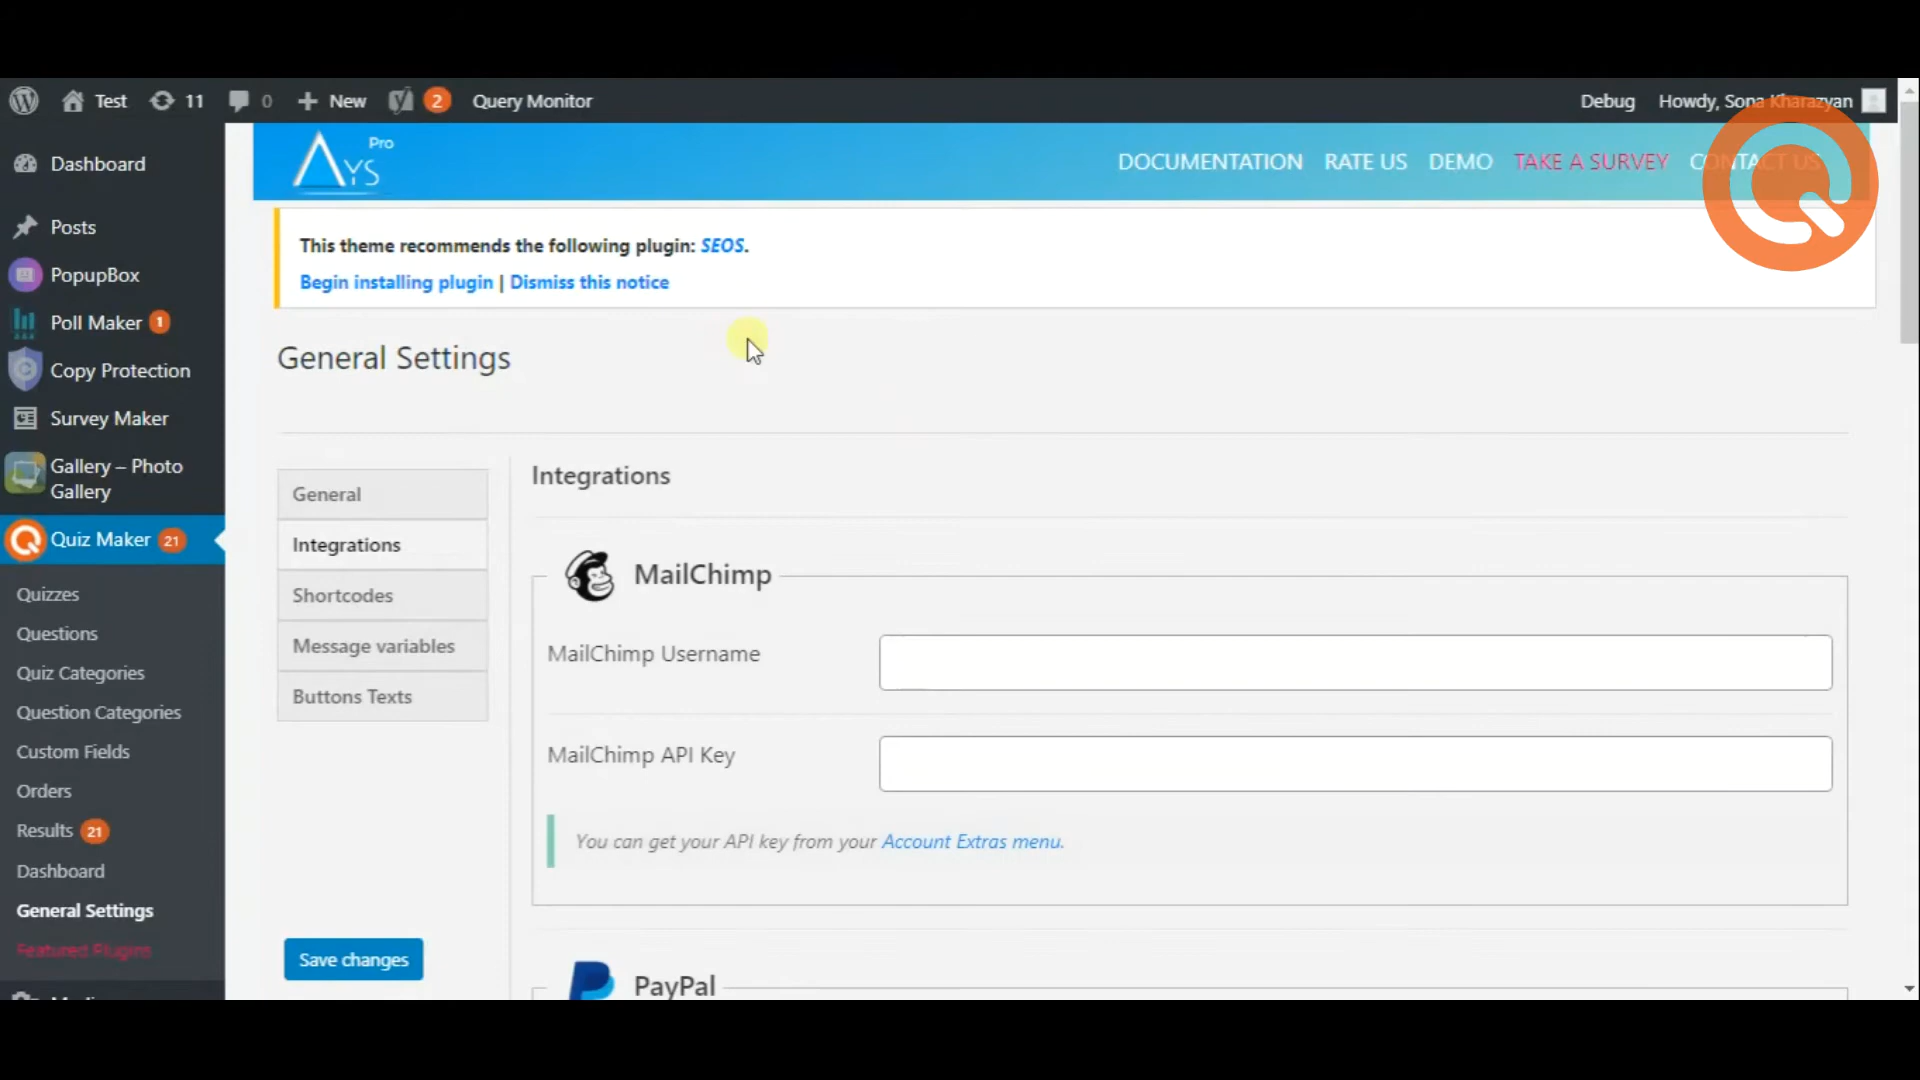 Test 11 0 New 2 Query Monitor Debug Howdy, Sona Kharazyan
AYS Pro DOCUMENTATION RATE US DEMO TAKE A SURVEY CONTACT US
Dashboard
Posts
PopupBox
Poll Maker 1
Copy Protection
Survey Maker
Gallery – Photo
Gallery
Quiz Maker 21
Quizzes
Questions
Quiz Categories
Question Categories
Custom Fields
Orders
Results 21
Dashboard
General Settings
Featured Plugins
This theme recommends the following plugin: SEOS.
Begin installing plugin | Dismiss this notice
General Settings
General
Integrations
Shortcodes
Message variables
Buttons Texts
Save changes
Integrations
MailChimp
MailChimp Username
MailChimp API Key
You can get your API key from your Account Extras menu.
PayPal